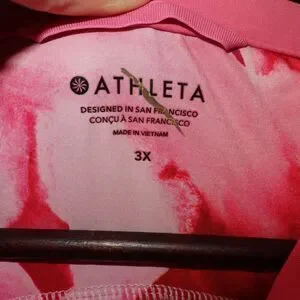 ATHLETA
DESIGNED IN SAN FRANCISCO
CONÇU À SAN FRANCISCO
MADE IN VIETNAM
3X